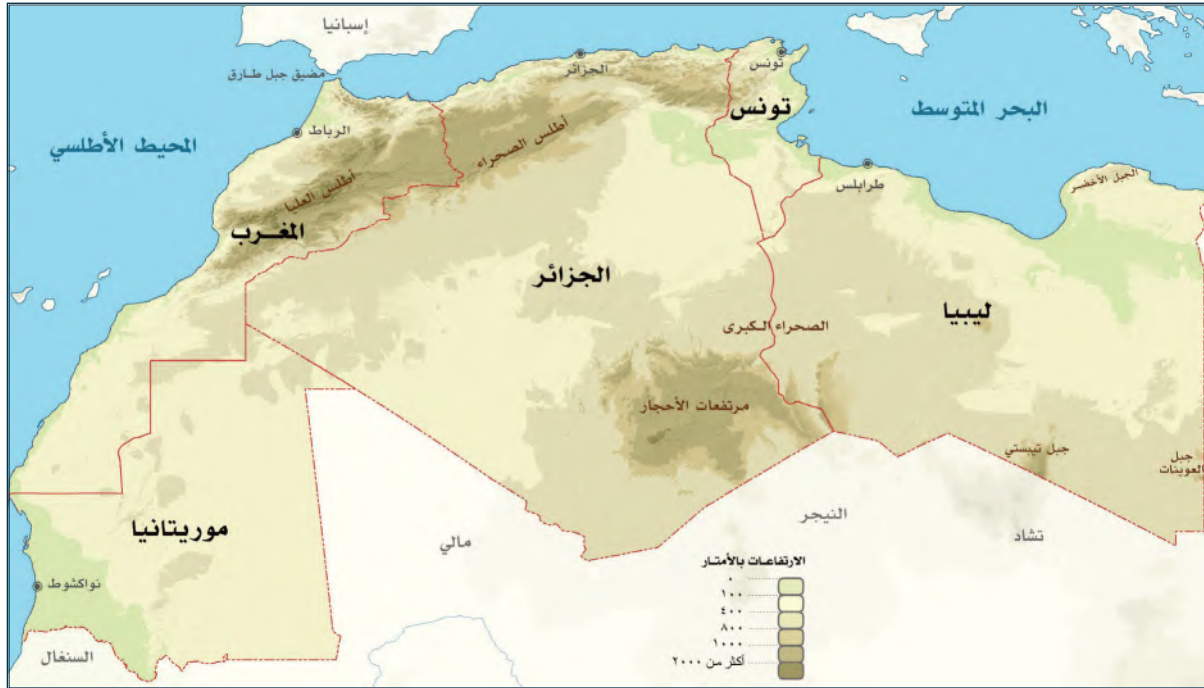 إسبانيا
مضيق جبل طارق
الجزائر
تونس
تونس
البحر المتوسط
الرباط
المحيط الأطلسي
أطلس الصحراء
أطلس العليا
المغـــرب
طرابلس
الجبل الأخضر
الجزائر
ليبيا
الصحراء الكبرى
مرتفعات الأحجار
جبل تيبستي
جبل
العوينات
موريتانيا
مالي
النيجر
تشاد
نواكشوط
السنغال
الارتفاعات بالأمتار
٠
١٠٠
٤٠٠
٨٠٠
١٠٠٠
أكثر من ٢٠٠٠